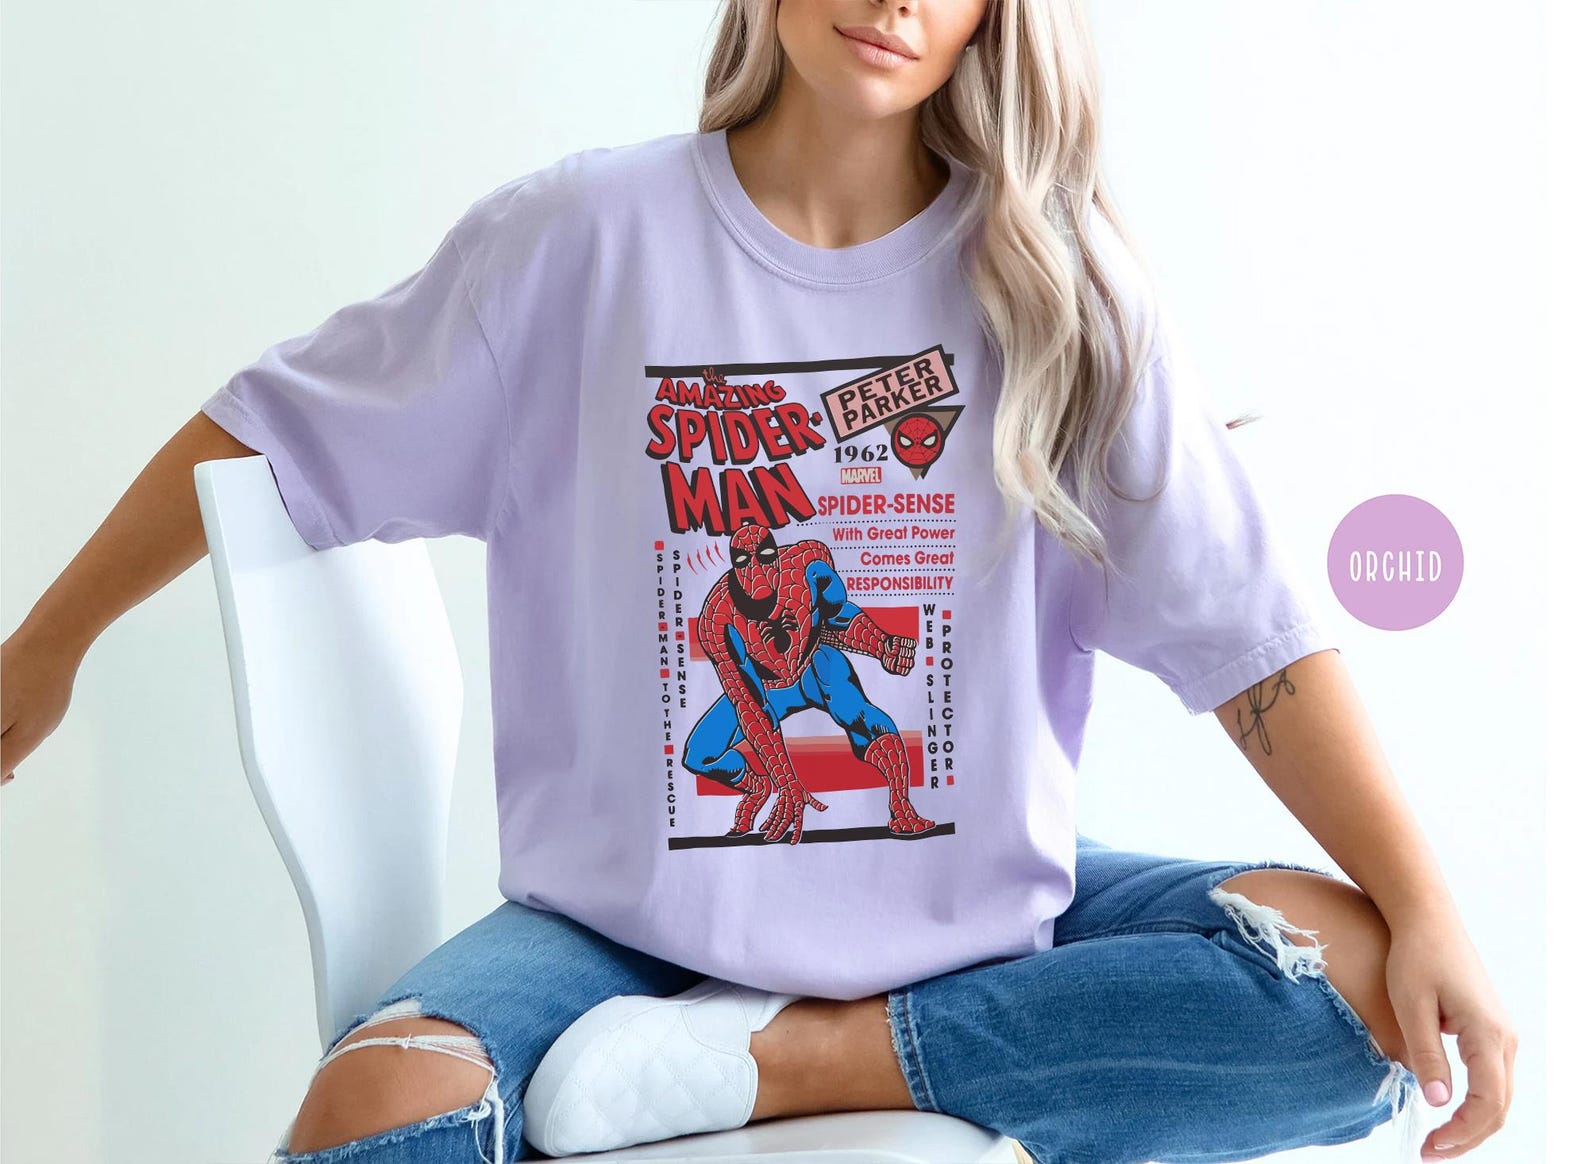 the
AMAZING
SPIDER-
MAN
PETER
PARKER
1962
MARVEL
SPIDER-SENSE
With Great Power
Comes Great
RESPONSIBILITY
SPIDER-MAN TO THE RESCUE
SPIDER-SENSE
WEB SLINGER
PROTECTOR
ORCHID